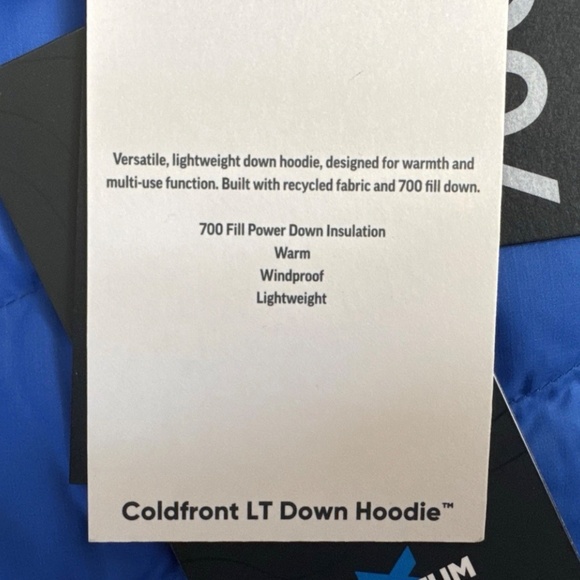 Versatile, lightweight down hoodie, designed for warmth and
multi-use function. Built with recycled fabric and 700 fill down.
700 Fill Power Down Insulation
Warm
Windproof
Lightweight
Coldfront LT Down Hoodie™